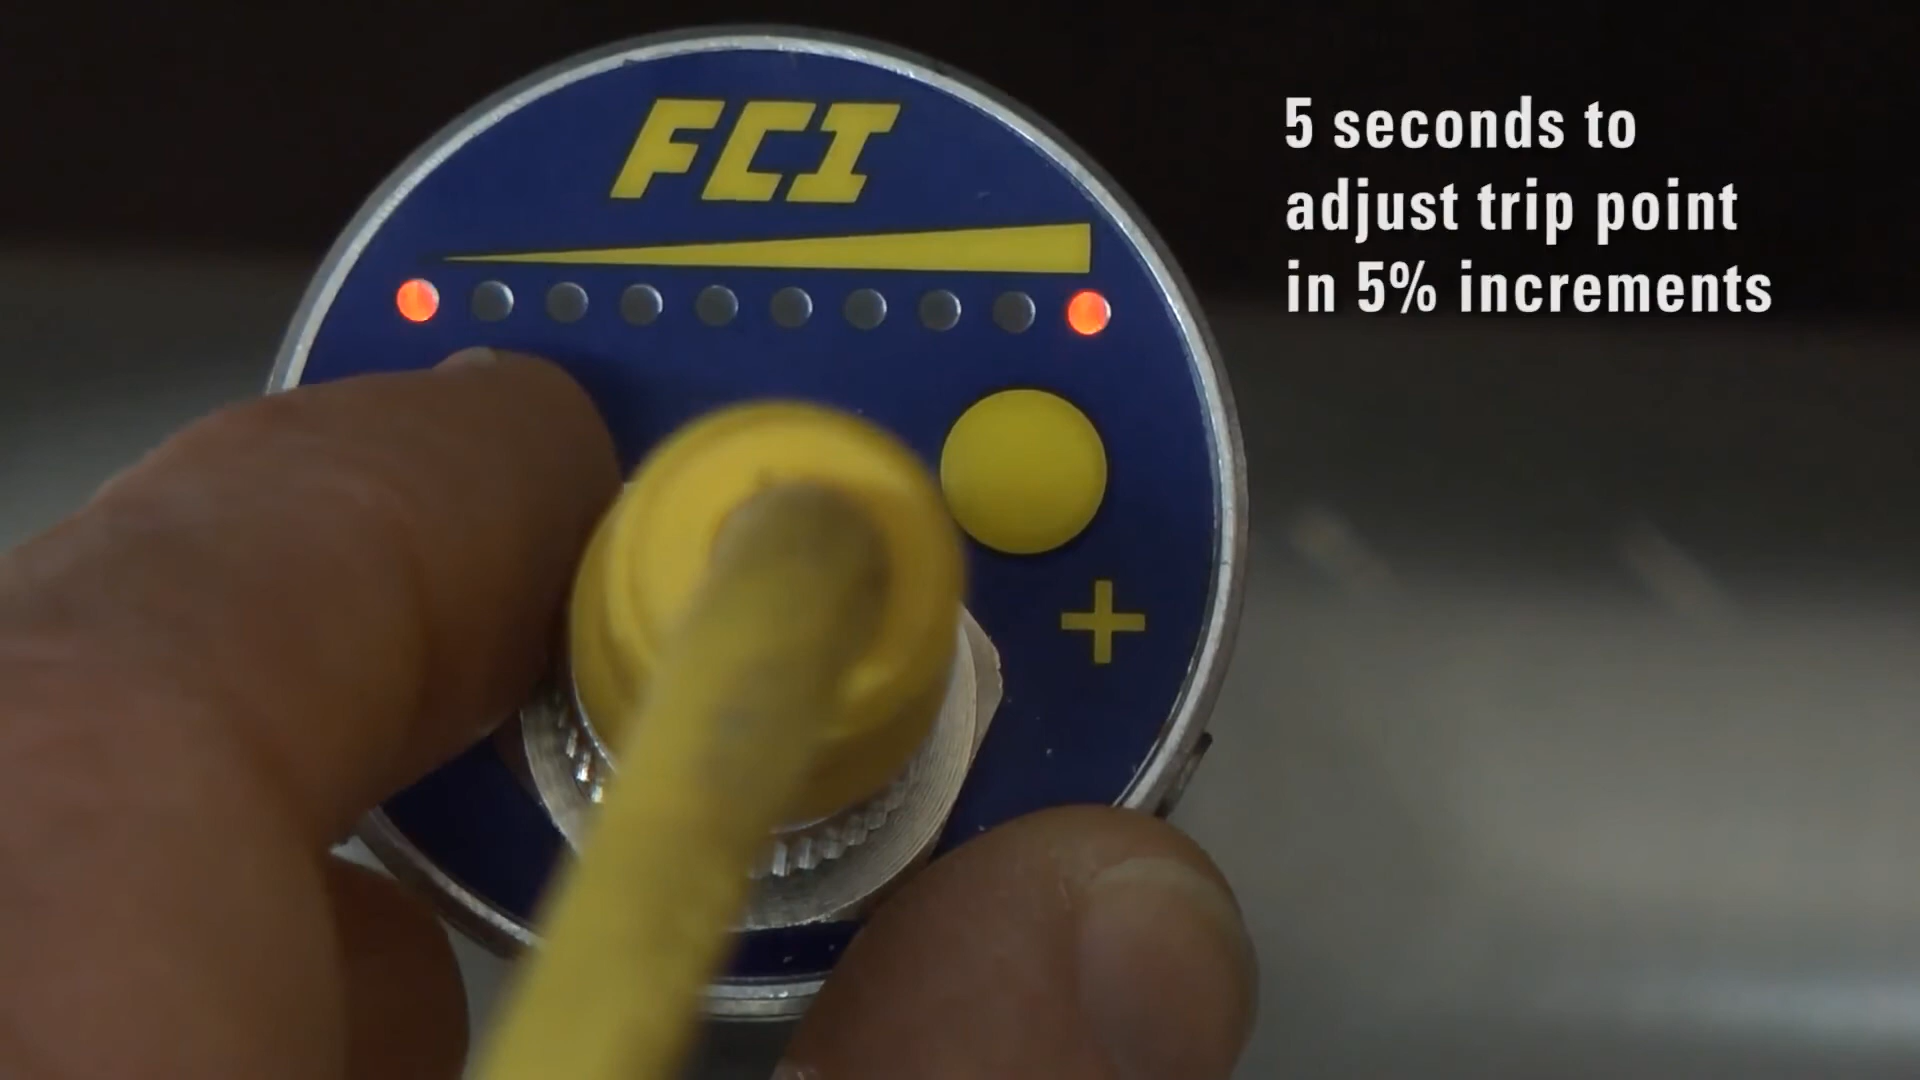 FCI
5 seconds to
adjust trip point
in 5% increments
+